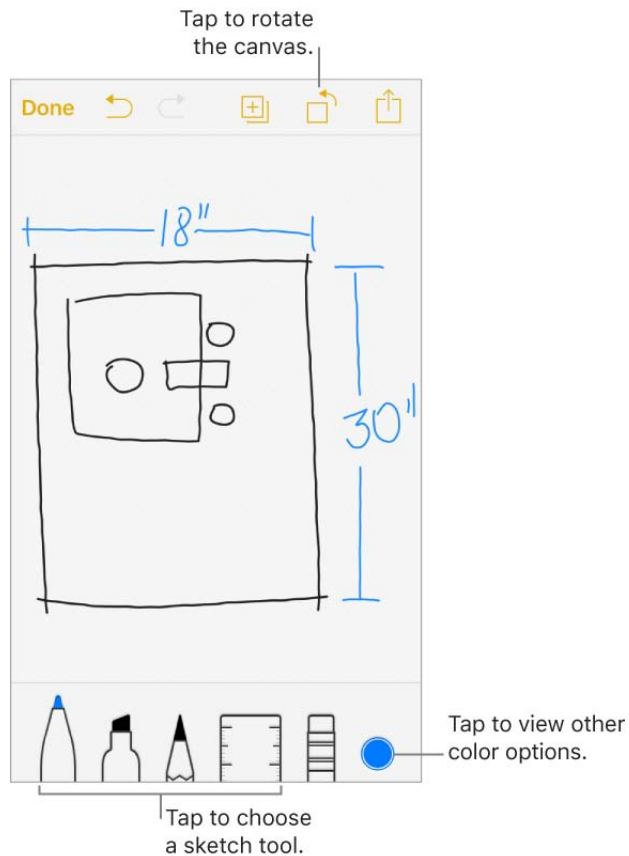 Tap to rotate
the canvas.
Done
18"
30"
Tap to view other
color options.
Tap to choose
a sketch tool.